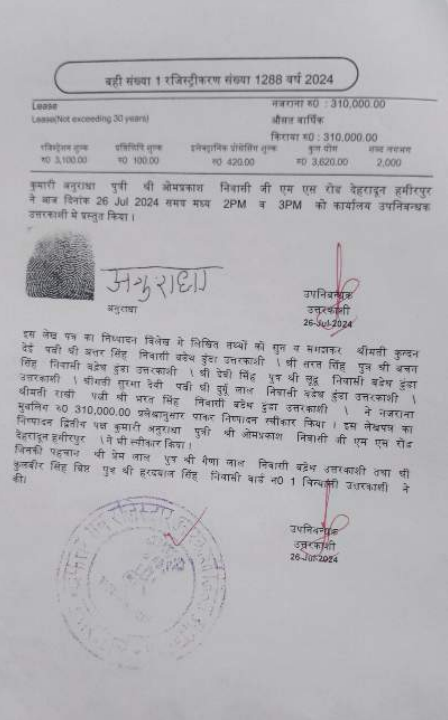 बही संख्या 1 रजिस्ट्रीकरण संख्या 1288 वर्ष 2024
Lease नजराना रु0 : 310,000.00
Lease(Not exceeding 30 years) औसत वार्षिक
किराया रु0 : 310,000.00
रजिस्ट्रेशन शुल्क प्रतिलिपि शुल्क इलेक्ट्रानिक प्रोसेसिंग शुल्क कुल योग शब्द लगभग
रु0 3,100.00 रु0 100.00 रु0 420.00 रु0 3,620.00 2,000
कुमारी अनुराधा पुत्री श्री ओमप्रकाश निवासी जी एम एस रोड देहरादून हमीरपुर
ने आज दिनांक 26 Jul 2024 समय मध्य 2PM व 3PM को कार्यालय उपनिबन्धक
उत्तरकाशी में प्रस्तुत किया।
अनुराधा
अनुराधा
उपनिबन्धक
उत्तरकाशी
26-Jul-2024
इस लेख पत्र का निष्पादन विलेख में लिखित तथ्यों को सुन व समझकर श्रीमती कुन्दन
देई पत्नी श्री अत्तर सिंह निवासी बडेथ डुंडा उत्तरकाशी । श्री भरत सिंह पुत्र श्री
सिंह निवासी बडेथ डुंडा उत्तरकाशी । श्री देवी सिंह पुत्र श्री निवासी बडेथ डुंडा
उत्तरकाशी । श्रीमती सुरमा देवी पत्नी श्री लाल निवासी बडेथ डुंडा उत्तरकाशी ।
श्रीमती राखी पत्नी श्री भरत सिंह निवासी बडेथ डुंडा उत्तरकाशी । ने नजराना
मुबलिग रु0 310,000.00 प्रलेखानुसार पाकर निष्पादन स्वीकार किया । इस लेखपत्र का
निष्पादन द्वितीय पक्ष कुमारी अनुराधा पुत्री श्री ओमप्रकाश निवासी जी एम एस रोड
देहरादून हमीरपुर । ने भी स्वीकार किया।
जिनकी पहचान श्री प्रेम लाल पुत्र श्री गैणा लाल निवासी बडेथ उत्तरकाशी तथा श्री
कुलबीर सिंह बिष्ट पुत्र श्री हरदयाल सिंह निवासी वार्ड न0 1 चिन्याली उत्तरकाशी ने
की।
उपनिबन्धक
उत्तरकाशी
26-Jul-2024